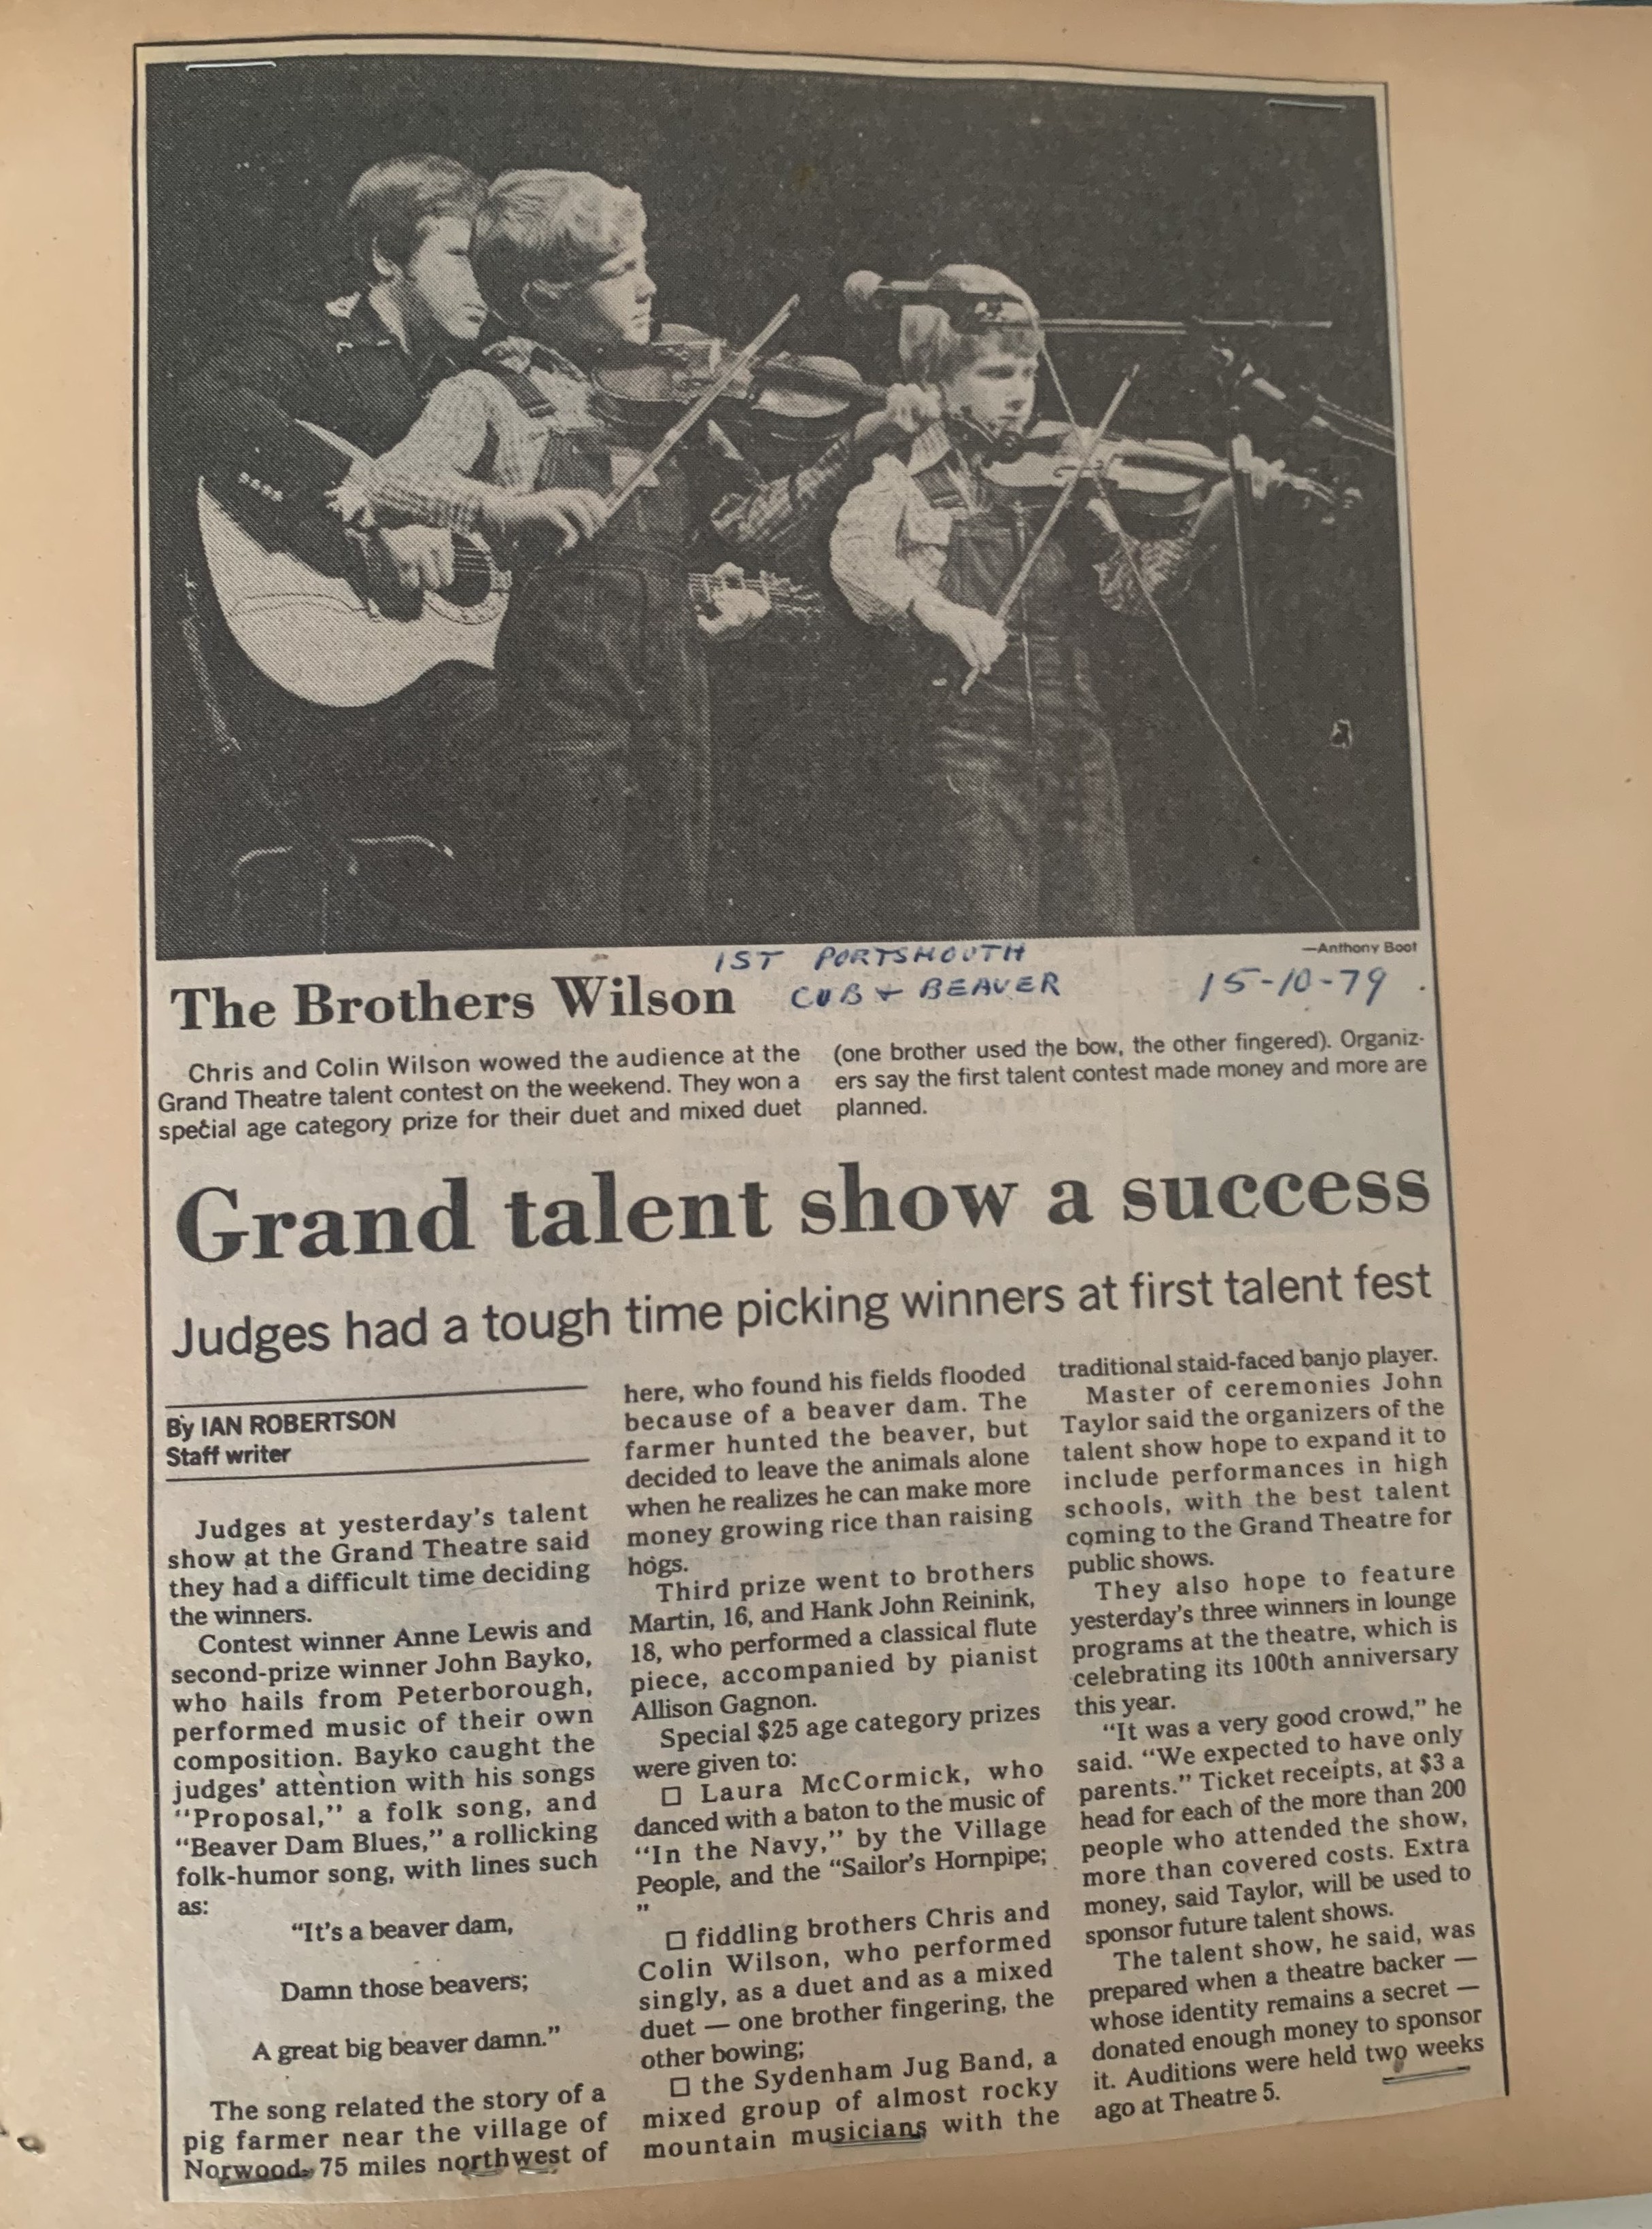 —Anthony Boot
1ST PORTSMOUTH
CUB + BEAVER
15-10-79 .
The Brothers Wilson
Chris and Colin Wilson wowed the audience at the
Grand Theatre talent contest on the weekend. They won a
special age category prize for their duet and mixed duet
(one brother used the bow, the other fingered). Organiz-
ers say the first talent contest made money and more are
planned.
Grand talent show a success
Judges had a tough time picking winners at first talent fest
By IAN ROBERTSON
Staff writer
Judges at yesterday's talent
show at the Grand Theatre said
they had a difficult time deciding
the winners.
Contest winner Anne Lewis and
second-prize winner John Bayko,
who hails from Peterborough,
performed music of their own
composition. Bayko caught the
judges' attention with his songs
“Proposal,” a folk song, and
“Beaver Dam Blues,” a rollicking
folk-humor song, with lines such
as:
“It's a beaver dam,
Damn those beavers;
A great big beaver damn.”
The song related the story of a
pig farmer near the village of
Norwood, 75 miles northwest of
here, who found his fields flooded
because of a beaver dam. The
farmer hunted the beaver, but
decided to leave the animals alone
when he realizes he can make more
money growing rice than raising
hogs.
Third prize went to brothers
Martin, 16, and Hank John Reinink,
18, who performed a classical flute
piece, accompanied by pianist
Allison Gagnon.
Special $25 age category prizes
were given to:
□ Laura McCormick, who
danced with a baton to the music of
“In the Navy,” by the Village
People, and the “Sailor's Hornpipe;
”
□ fiddling brothers Chris and
Colin Wilson, who performed
singly, as a duet and as a mixed
duet — one brother fingering, the
other bowing;
□ the Sydenham Jug Band, a
mixed group of almost rocky
mountain musicians with the
traditional staid-faced banjo player.
Master of ceremonies John
Taylor said the organizers of the
talent show hope to expand it to
include performances in high
schools, with the best talent
coming to the Grand Theatre for
public shows.
They also hope to feature
yesterday's three winners in lounge
programs at the theatre, which is
celebrating its 100th anniversary
this year.
“It was a very good crowd,” he
said. “We expected to have only
parents.” Ticket receipts, at $3 a
head for each of the more than 200
people who attended the show,
more than covered costs. Extra
money, said Taylor, will be used to
sponsor future talent shows.
The talent show, he said, was
prepared when a theatre backer —
whose identity remains a secret —
donated enough money to sponsor
it. Auditions were held two weeks
ago at Theatre 5.